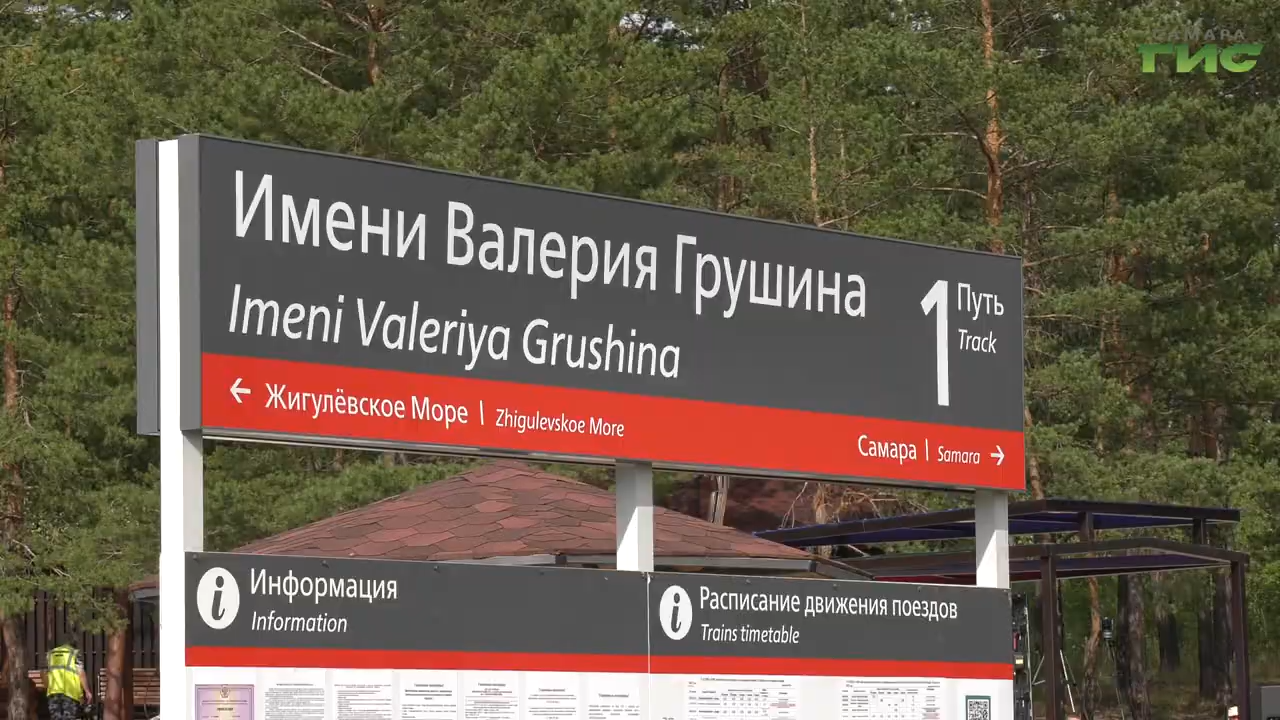 САМАРА
ГИС
Имени Валерия Грушина
Imeni Valeriya Grushina
1 Путь
Track
← Жигулёвское Море | Zhigulevskoe More
Самара | Samara →
i Информация
Information
i Расписание движения поездов
Trains timetable